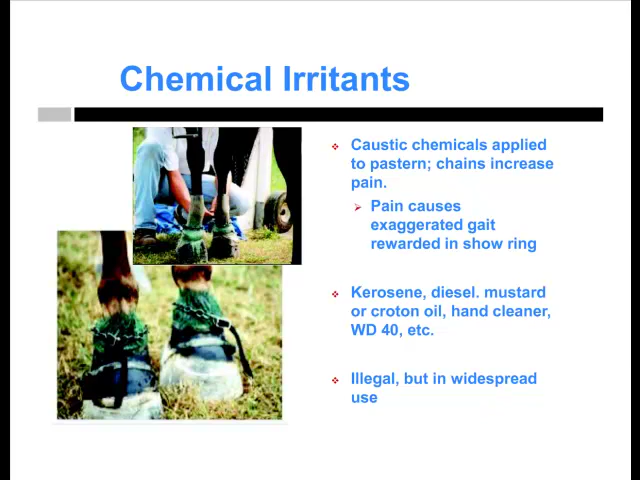 Chemical Irritants
Caustic chemicals applied
to pastern; chains increase
pain.
Pain causes
exaggerated gait
rewarded in show ring
Kerosene, diesel. mustard
or croton oil, hand cleaner,
WD 40, etc.
Illegal, but in widespread
use